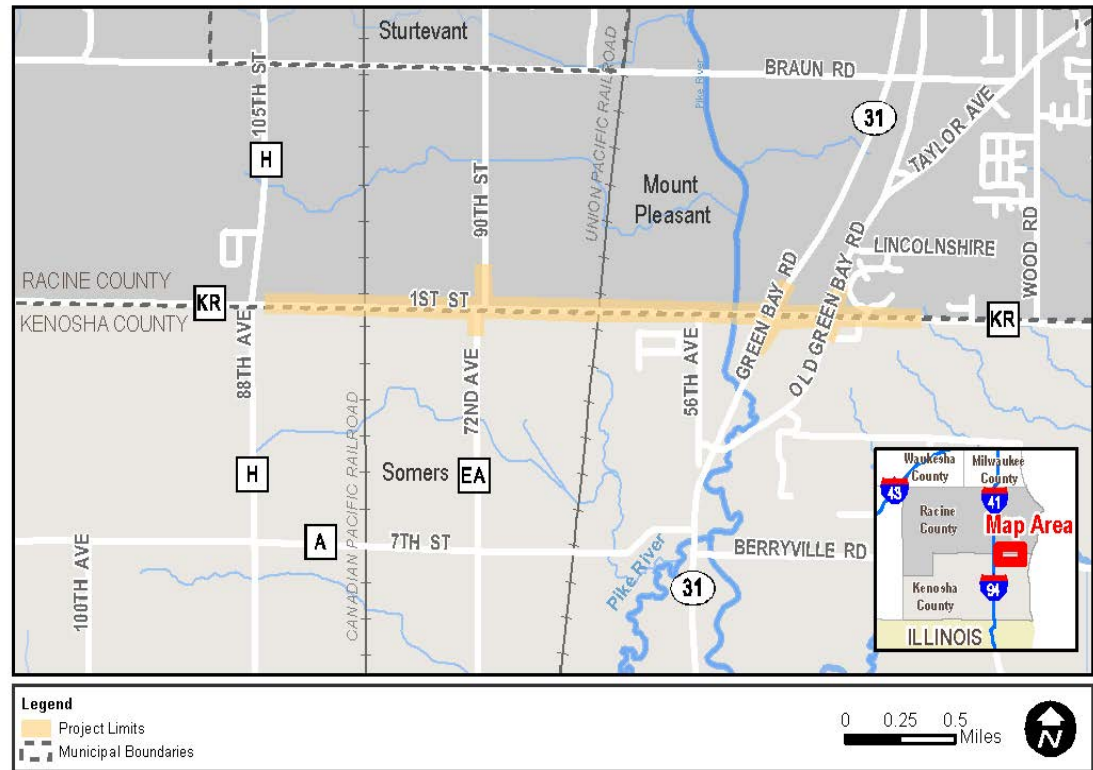 Sturtevant
BRAUN RD
105TH ST
H
90TH ST
UNION PACIFIC RAILROAD
Pike River
31
TAYLOR AVE
Mount
Pleasant
LINCOLNSHIRE
WOOD RD
RACINE COUNTY
KR
1ST ST
KENOSHA COUNTY
GREEN BAY RD
OLD GREEN BAY RD
KR
88TH AVE
72ND AVE
56TH AVE
CANADIAN PACIFIC RAILROAD
H
Somers
EA
A
7TH ST
BERRYVILLE RD
100TH AVE
Pike River
31
Waukesha
County
Milwaukee
County
43
41
Racine
County
Map Area
Kenosha
County
94
ILLINOIS
Legend
Project Limits
Municipal Boundaries
0 0.25 0.5
Miles
N